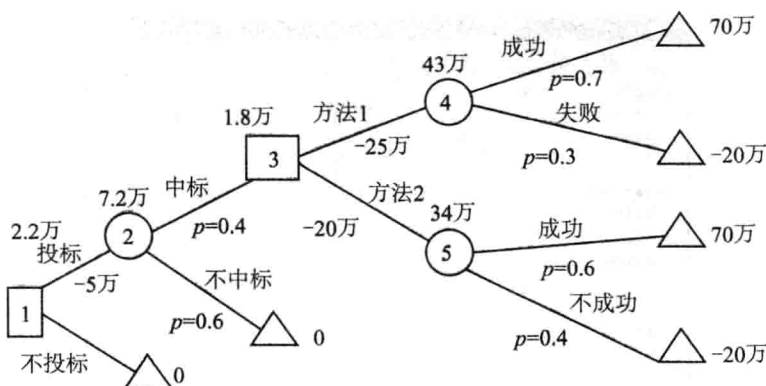 70万
成功
43万
p=0.7
4
方法1
失败
1.8万
-25万
p=0.3
-20万
3
中标
方法2
7.2万
34万
成功
70万
2.2万
2
p=0.4
-20万
5
p=0.6
投标
-5万
不中标
不成功
1
p=0.6
0
p=0.4
-20万
不投标
0